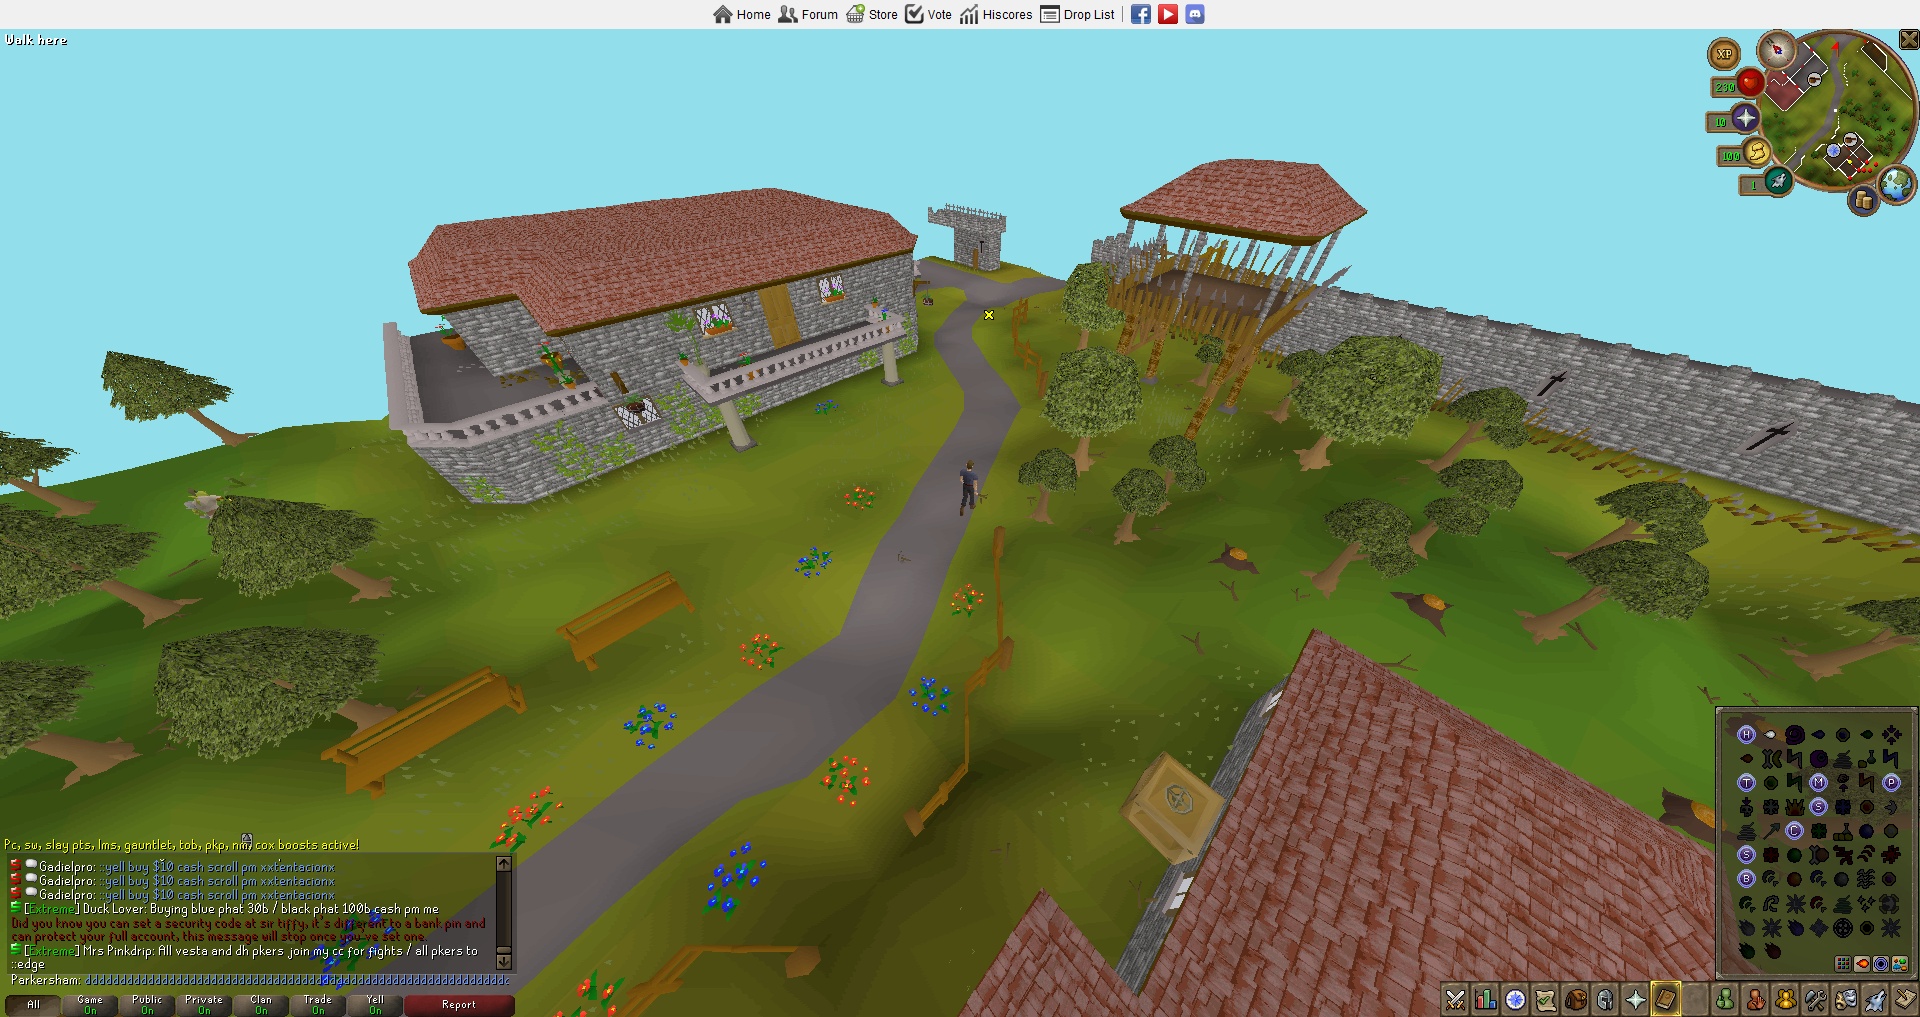 Home Forum Store Vote Hiscores Drop List
Walk here
XP
230
10
100
1
H
T M P
S
C
S
B
Pc, sw, slay pts, lms, gauntlet, tob, pkp, nm, cox boosts active!
Gadielpro: ::yell buy $10 cash scroll pm xxtentacionx
Gadielpro: ::yell buy $10 cash scroll pm xxtentacionx
Gadielpro: ::yell buy $10 cash scroll pm xxtentacionx
[Extreme] Duck Lover: Buying blue phat 30b / black phat 100b cash pm me
Did you know you can set a security code at sir tiffy, it's different to a bank pin and
can protect your full account, this message will stop once you've set one.
[Extreme] Mrs Pinkdrip: All vesta and dh pkers join my cc for fights / all pkers to
::edge
Parkersham:
All Game Public Private Clan Trade Yell Report
On On On On On On